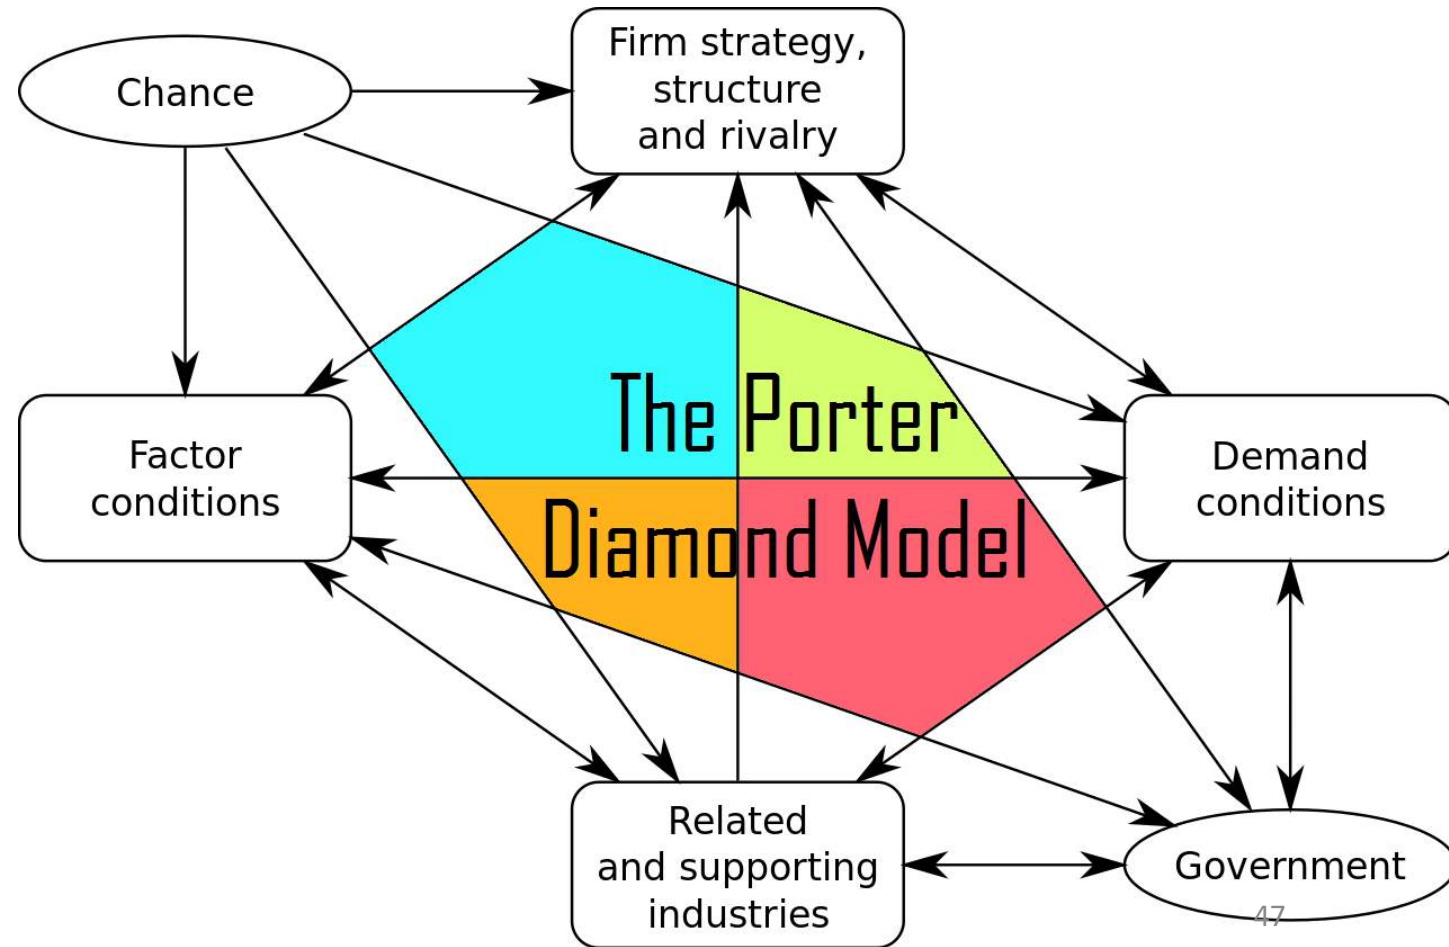 Chance
Firm strategy,
structure
and rivalry
The Porter
Diamond Model
Factor
conditions
Demand
conditions
Related
and supporting
industries
Government
47